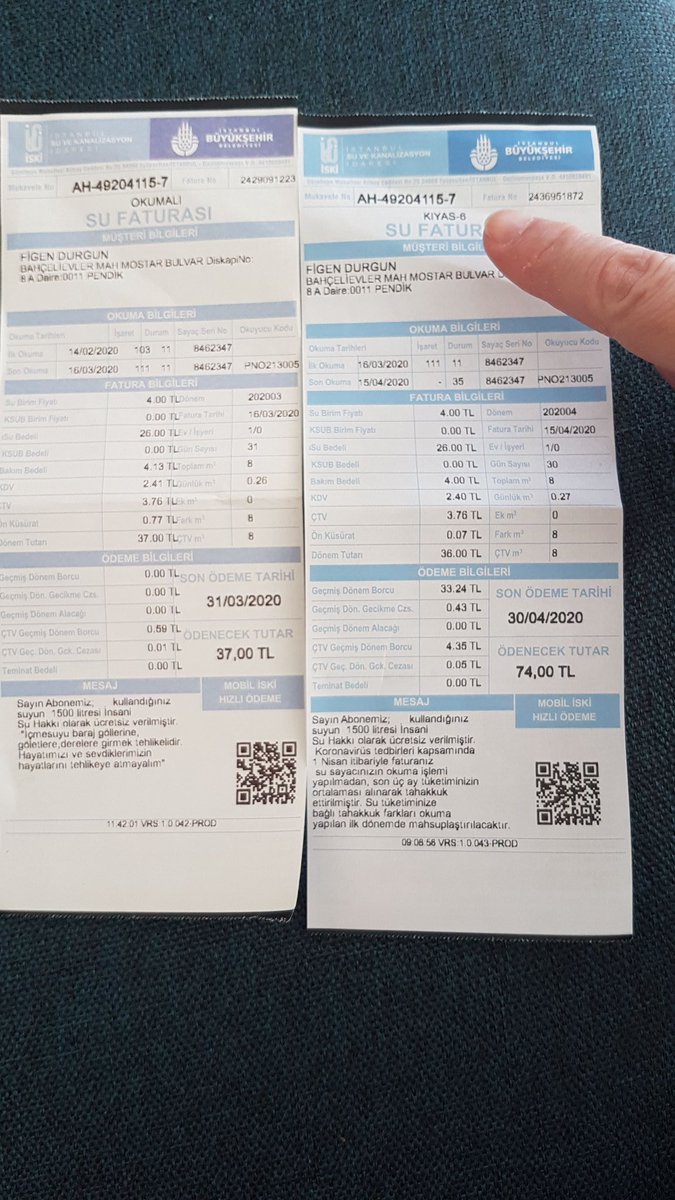 İSKİ
İSTANBUL
SU VE KANALİZASYON
İDARESİ
İSTANBUL
BÜYÜKŞEHİR
BELEDİYESİ
Mukavele No AH-49204115-7 Fatura No 2429091223
OKUMALI
SU FATURASI
MÜŞTERİ BİLGİLERİ
FİGEN DURGUN
BAHÇELİEVLER MAH MOSTAR BULVAR DiskapiNo:
8 A Daire:0011 PENDİK
OKUMA BİLGİLERİ
Okuma Tarihleri İşaret Durum Sayaç Seri No Okuyucu Kodu
İlk Okuma 14/02/2020 103 11 8462347
Son Okuma 16/03/2020 111 11 8462347 PNO213005
FATURA BİLGİLERİ
Su Birim Fiyatı 4.00 TL Dönem 202003
KSUB Birim Fiyatı 0.00 TL Fatura Tarihi 16/03/2020
Su Bedeli 26.00 TL Ev / İşyeri 1/0
KSUB Bedeli 0.00 TL Gün Sayısı 31
Bakım Bedeli 4.13 TL Toplam m³ 8
KDV 2.41 TL Günlük m³ 0.26
ÇTV 3.76 TL Ek m³ 0
Ön Küsürat 0.77 TL Fark m³ 8
Dönem Tutarı 37.00 TL ÇTV m³ 8
ÖDEME BİLGİLERİ
Geçmiş Dönem Borcu 0.00 TL SON ÖDEME TARİHİ
Geçmiş Dön. Gecikme Czs. 0.00 TL
31/03/2020
Geçmiş Dönem Alacağı 0.00 TL
ÇTV Geçmiş Dönem Borcu 0.59 TL ÖDENECEK TUTAR
ÇTV Geç. Dön. Gck. Cezası 0.01 TL 37,00 TL
Teminat Bedeli 0.00 TL
MESAJ MOBİL İSKİ
HIZLI ÖDEME
Sayın Abonemiz; kullandığınız
suyun 1500 litresi İnsani
Su Hakkı olarak ücretsiz verilmiştir.
"İçmesuyu baraj göllerine,
göletlere,derelere girmek tehlikelidir.
Hayatımızı ve sevdiklerimizin
hayatlarını tehlikeye atmayalım"
11:42:01 VRS:1.0.042-PROD
İSKİ
İSTANBUL
SU VE KANALİZASYON
İDARESİ
İSTANBUL
BÜYÜKŞEHİR
BELEDİYESİ
Mukavele No AH-49204115-7 Fatura No 2436951872
KIYAS-6
SU FATUR
MÜŞTERİ BİLGİL
FİGEN DURGUN
BAHÇELİEVLER MAH MOSTAR BULVAR D
8 A Daire:0011 PENDİK
OKUMA BİLGİLERİ
Okuma Tarihleri İşaret Durum Sayaç Seri No Okuyucu Kodu
İlk Okuma 16/03/2020 111 11 8462347
Son Okuma 15/04/2020 - 35 8462347 PNO213005
FATURA BİLGİLERİ
Su Birim Fiyatı 4.00 TL Dönem 202004
KSUB Birim Fiyatı 0.00 TL Fatura Tarihi 15/04/2020
Su Bedeli 26.00 TL Ev / İşyeri 1/0
KSUB Bedeli 0.00 TL Gün Sayısı 30
Bakım Bedeli 4.00 TL Toplam m³ 8
KDV 2.40 TL Günlük m³ 0.27
ÇTV 3.76 TL Ek m³ 0
Ön Küsürat 0.07 TL Fark m³ 8
Dönem Tutarı 36.00 TL ÇTV m³ 8
ÖDEME BİLGİLERİ
Geçmiş Dönem Borcu 33.24 TL SON ÖDEME TARİHİ
Geçmiş Dön. Gecikme Czs. 0.43 TL
30/04/2020
Geçmiş Dönem Alacağı 0.00 TL
ÇTV Geçmiş Dönem Borcu 4.35 TL ÖDENECEK TUTAR
ÇTV Geç. Dön. Gck. Cezası 0.05 TL 74,00 TL
Teminat Bedeli 0.00 TL
MESAJ MOBİL İSKİ
HIZLI ÖDEME
Sayın Abonemiz; kullandığınız
suyun 1500 litresi İnsani
Su Hakkı olarak ücretsiz verilmiştir.
Koronavirüs tedbirleri kapsamında
1 Nisan itibariyle faturanız
su sayacınızın okuma işlemi
yapılmadan, son üç ay tüketiminizin
ortalaması alınarak tahakkuk
ettirilmiştir. Su tüketiminize
bağlı tahakkuk farkları okuma
yapılan ilk dönemde mahsuplaştırılacaktır.
09:08:56 VRS:1.0.043-PROD